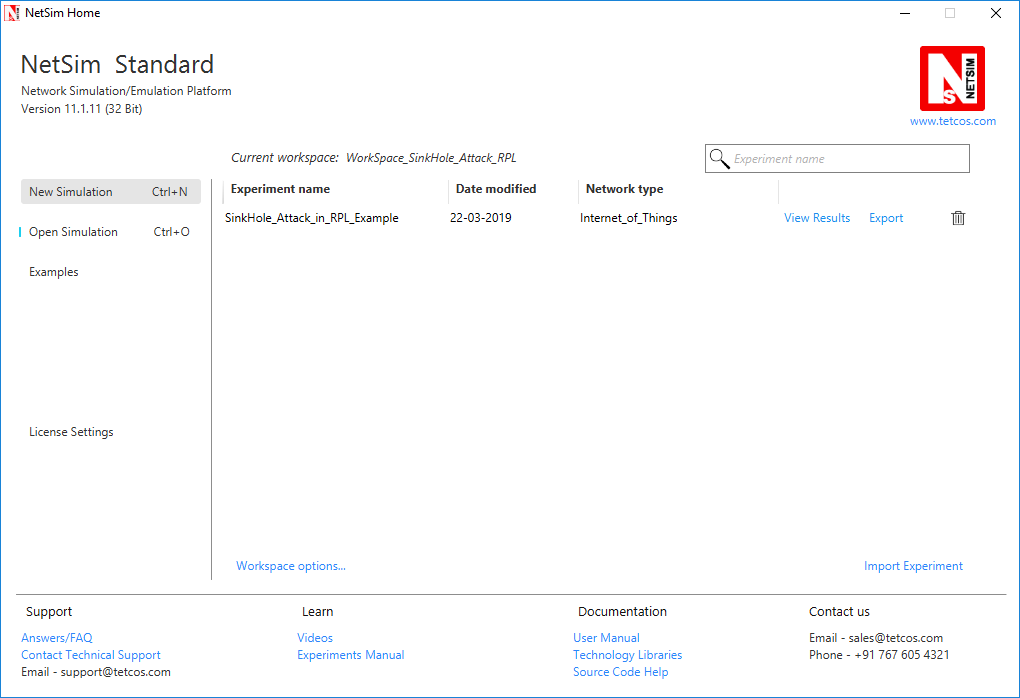 NetSim Home
NetSim Standard
Network Simulation/Emulation Platform
Version 11.1.11 (32 Bit)
NS NETSIM
www.tetcos.com
Current workspace: WorkSpace_SinkHole_Attack_RPL
Experiment name
New Simulation Ctrl+N
Open Simulation Ctrl+O
Examples
License Settings
Experiment name Date modified Network type
SinkHole_Attack_in_RPL_Example 22-03-2019 Internet_of_Things View Results Export
Workspace options... Import Experiment
Support
Answers/FAQ
Contact Technical Support
Email - support@tetcos.com
Learn
Videos
Experiments Manual
Documentation
User Manual
Technology Libraries
Source Code Help
Contact us
Email - sales@tetcos.com
Phone - +91 767 605 4321